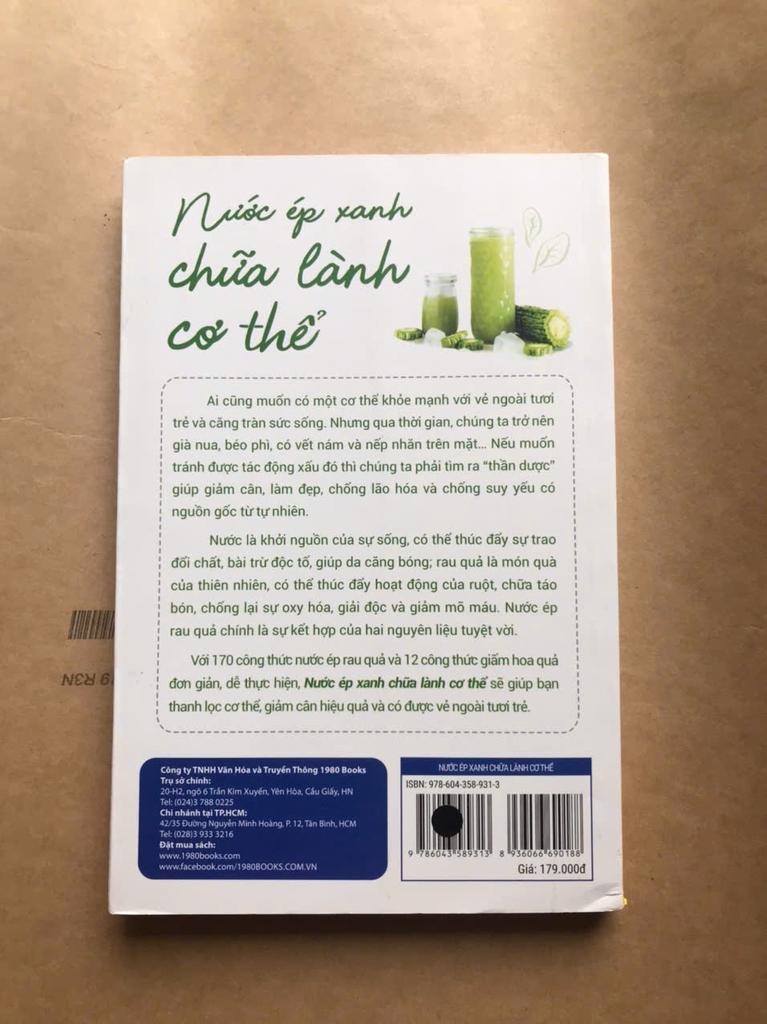 Nước ép xanh
chữa lành
cơ thể
Ai cũng muốn có một cơ thể khỏe mạnh với vẻ ngoài tươi
trẻ và căng tràn sức sống. Nhưng qua thời gian, chúng ta trở nên
già nua, béo phì, có vết nám và nếp nhăn trên mặt... Nếu muốn
tránh được tác động xấu đó thì chúng ta phải tìm ra “thần dược”
giúp giảm cân, làm đẹp, chống lão hóa và chống suy yếu có
nguồn gốc từ tự nhiên.
Nước là khởi nguồn của sự sống, có thể thúc đẩy sự trao
đổi chất, bài trừ độc tố, giúp da căng bóng; rau quả là món quà
của thiên nhiên, có thể thúc đẩy hoạt động của ruột, chữa táo
bón, chống lại sự oxy hóa, giải độc và giảm mỡ máu. Nước ép
rau quả chính là sự kết hợp của hai nguyên liệu tuyệt vời.
Với 170 công thức nước ép rau quả và 12 công thức giấm hoa quả
đơn giản, dễ thực hiện, Nước ép xanh chữa lành cơ thể sẽ giúp bạn
thanh lọc cơ thể, giảm cân hiệu quả và có được vẻ ngoài tươi trẻ.
Công ty TNHH Văn Hóa và Truyền Thông 1980 Books
Trụ sở chính:
20-H2, ngõ 6 Trần Kim Xuyến, Yên Hòa, Cầu Giấy, HN
Tel: (024)3 788 0225
Chi nhánh tại TP.HCM:
42/35 Đường Nguyễn Minh Hoàng, P. 12, Tân Bình, HCM
Tel: (028)3 933 3216
Đặt mua sách:
www.1980books.com
www.facebook.com/1980BOOKS.COM.VN
NƯỚC ÉP XANH CHỮA LÀNH CƠ THỂ
ISBN: 978-604-358-931-3
9 786043 589313
8 936066 690188
Giá: 179.000đ